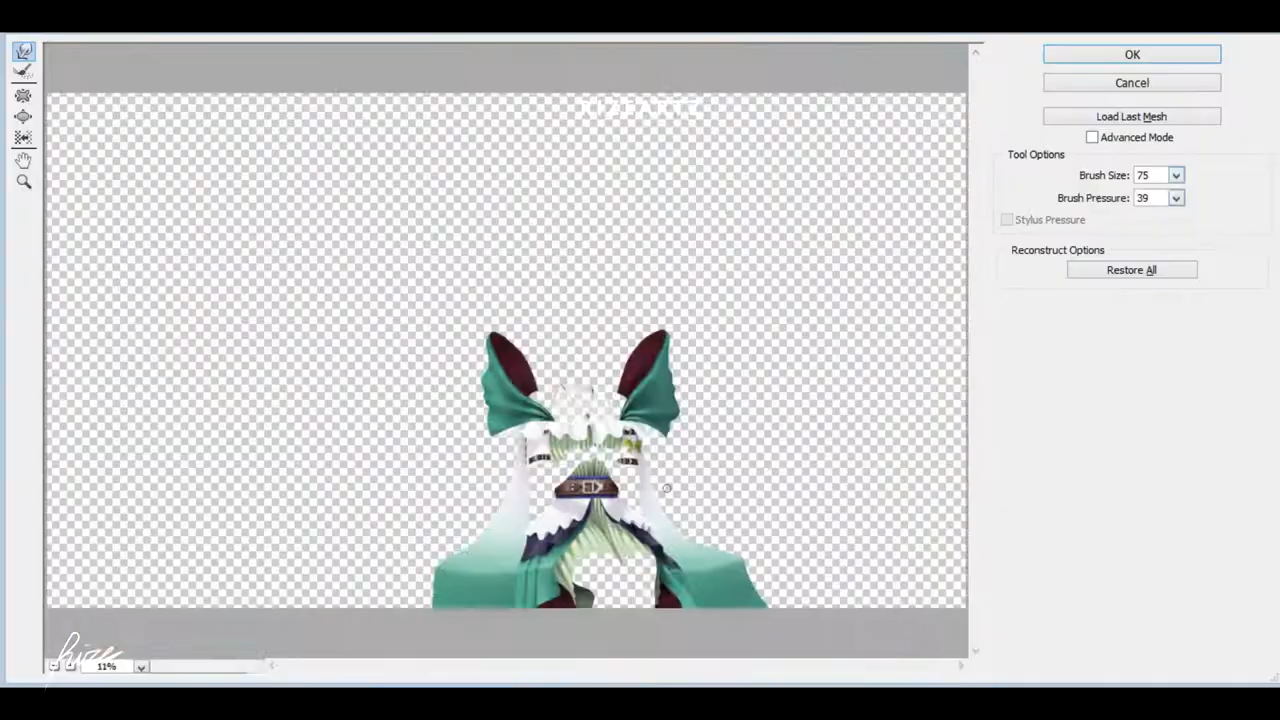 OK
Cancel
Load Last Mesh
Advanced Mode
Tool Options
Brush Size: 75
Brush Pressure: 39
Stylus Pressure
Reconstruct Options
Restore All
hize
11%